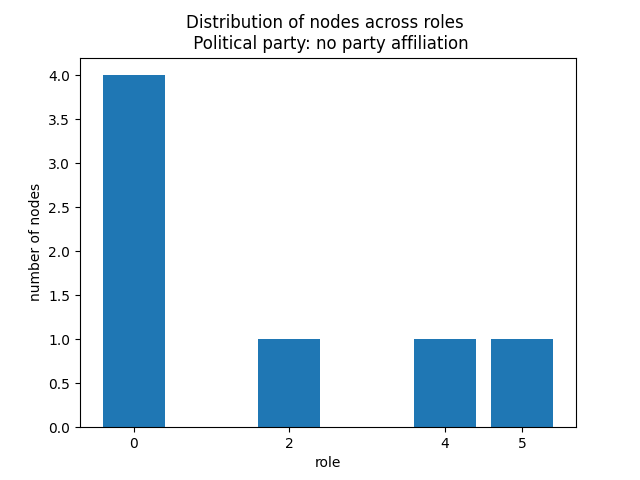 Distribution of nodes across roles
Political party: no party affiliation
4.0
3.5
3.0
2.5
2.0
1.5
1.0
0.5
0.0
number of nodes
0 2 4 5
role